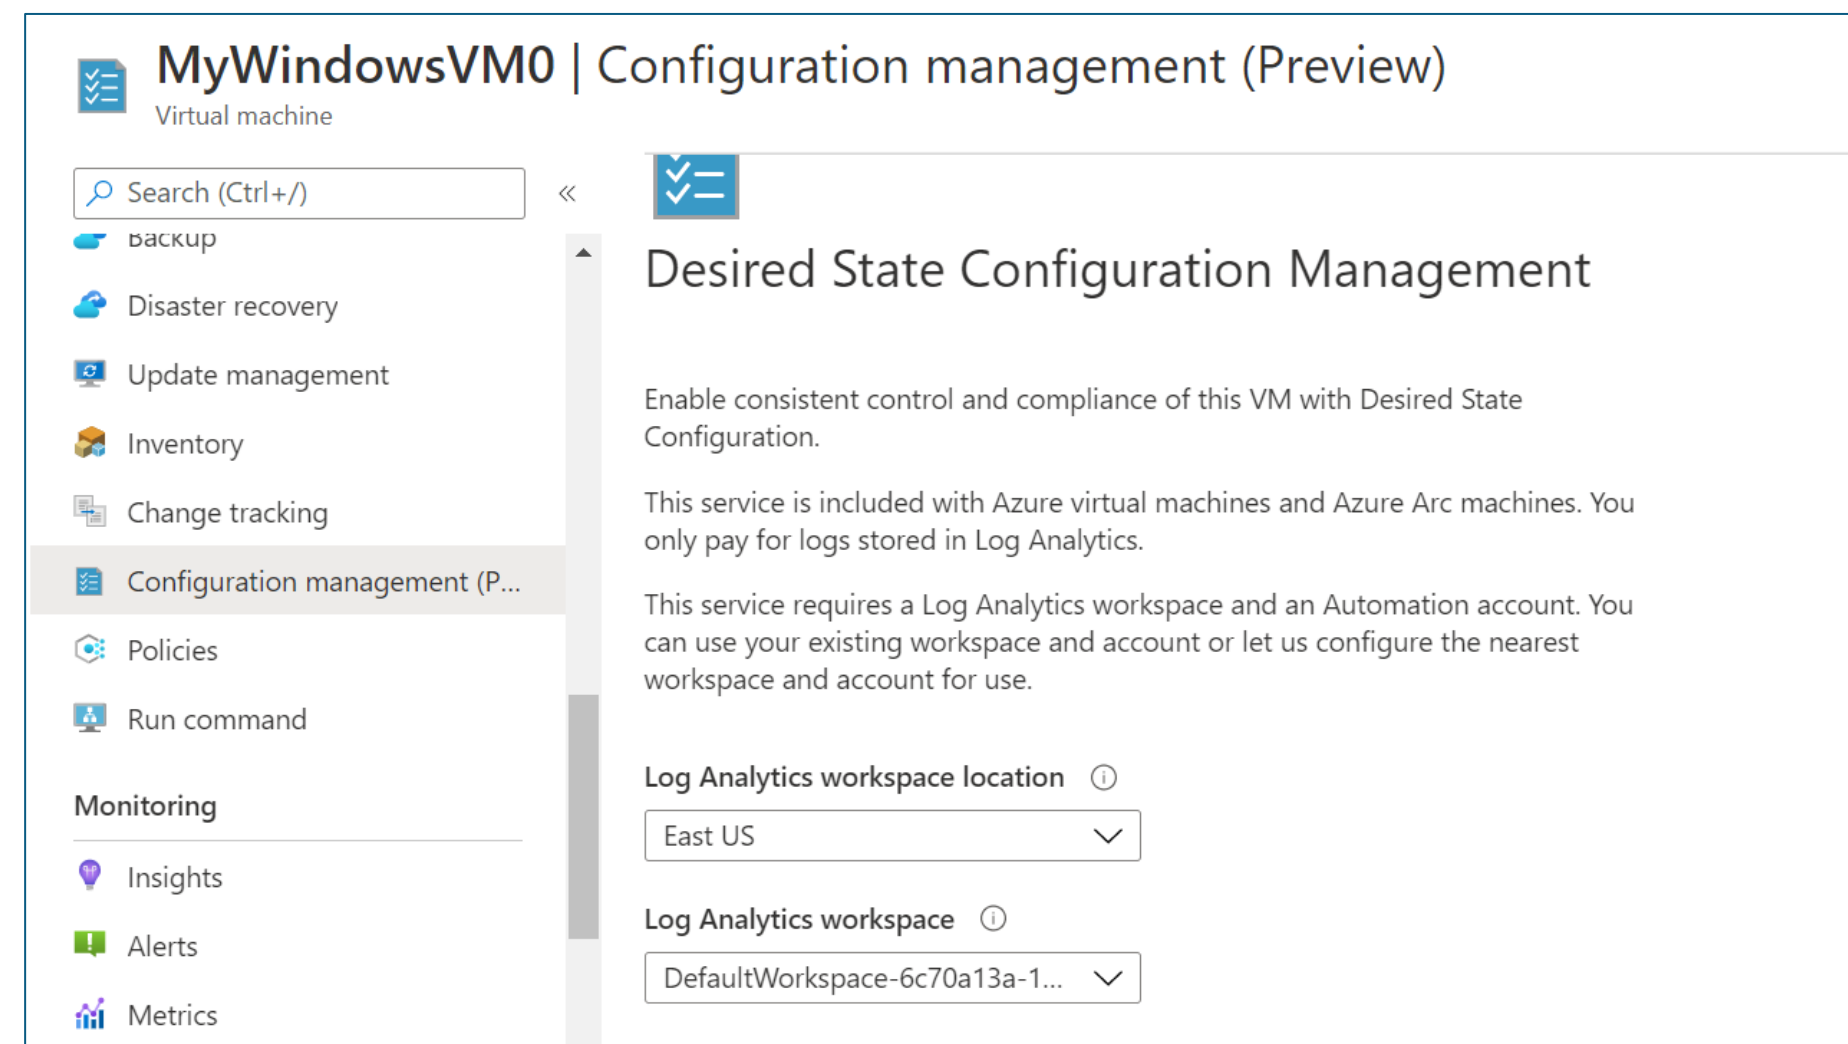 MyWindowsVM0 | Configuration management (Preview)
Virtual machine
Search (Ctrl+/)
«
Backup
Disaster recovery
Update management
Inventory
Change tracking
Configuration management (P...
Policies
Run command
Monitoring
Insights
Alerts
Metrics
Desired State Configuration Management
Enable consistent control and compliance of this VM with Desired State
Configuration.
This service is included with Azure virtual machines and Azure Arc machines. You
only pay for logs stored in Log Analytics.
This service requires a Log Analytics workspace and an Automation account. You
can use your existing workspace and account or let us configure the nearest
workspace and account for use.
Log Analytics workspace location
East US
Log Analytics workspace
DefaultWorkspace-6c70a13a-1...